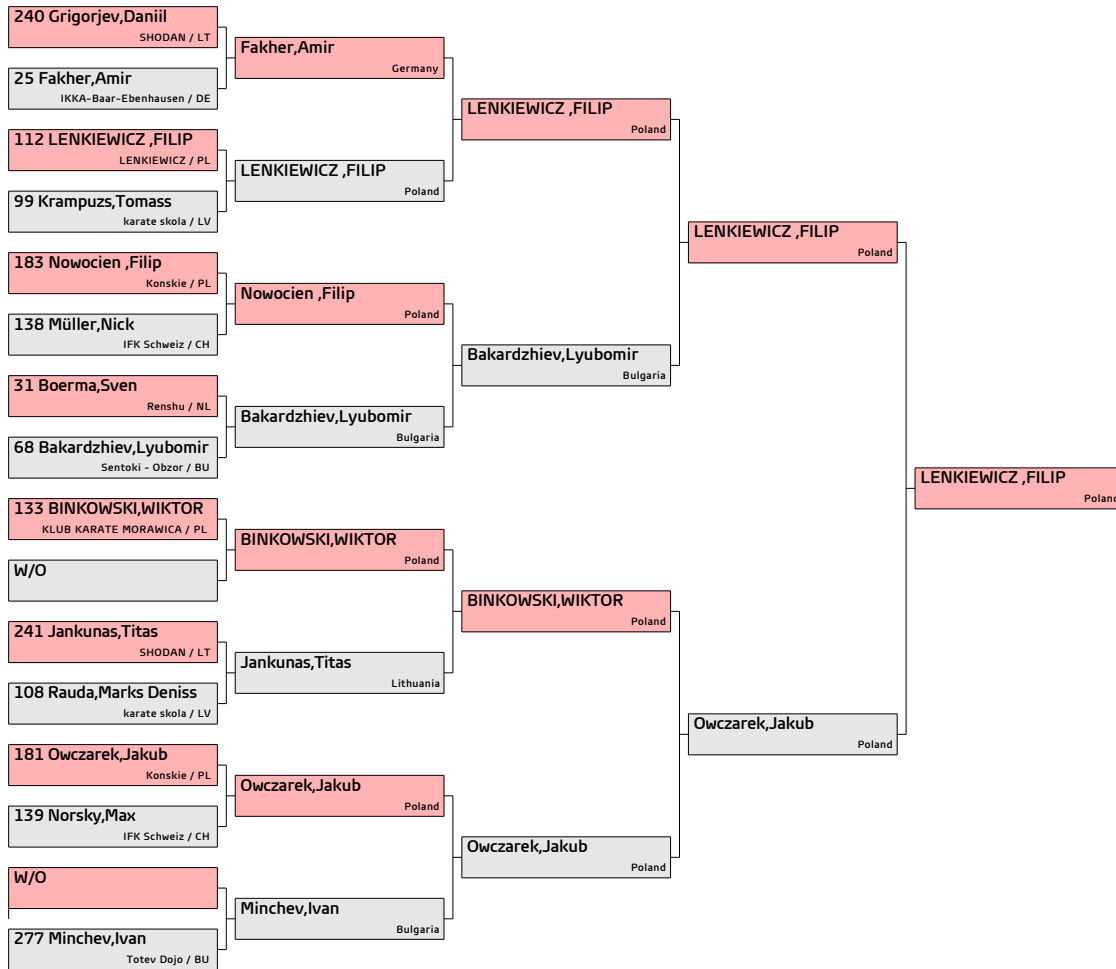 240 Grigorjev,Daniil
SHODAN / LT
25 Fakher,Amir
IKKA-Baar-Ebenhausen / DE
112 LENKIEWICZ ,FILIP
LENKIEWICZ / PL
99 Krampuzs,Tomass
karate skola / LV
183 Nowocien ,Filip
Konskie / PL
138 Müller,Nick
IFK Schweiz / CH
31 Boerma,Sven
Renshu / NL
68 Bakardzhiev,Lyubomir
Sentoki - Obzor / BU
133 BINKOWSKI,WIKTOR
KLUB KARATE MORAWICA / PL
W/O
241 Jankunas,Titas
SHODAN / LT
108 Rauda,Marks Deniss
karate skola / LV
181 Owczarek,Jakub
Konskie / PL
139 Norsky,Max
IFK Schweiz / CH
W/O
277 Minchev,Ivan
Totev Dojo / BU
Fakher,Amir
Germany
LENKIEWICZ ,FILIP
Poland
Nowocien ,Filip
Poland
Bakardzhiev,Lyubomir
Bulgaria
BINKOWSKI,WIKTOR
Poland
Jankunas,Titas
Lithuania
Owczarek,Jakub
Poland
Minchev,Ivan
Bulgaria
LENKIEWICZ ,FILIP
Poland
Bakardzhiev,Lyubomir
Bulgaria
BINKOWSKI,WIKTOR
Poland
Owczarek,Jakub
Poland
LENKIEWICZ ,FILIP
Poland
Owczarek,Jakub
Poland
LENKIEWICZ ,FILIP
Poland